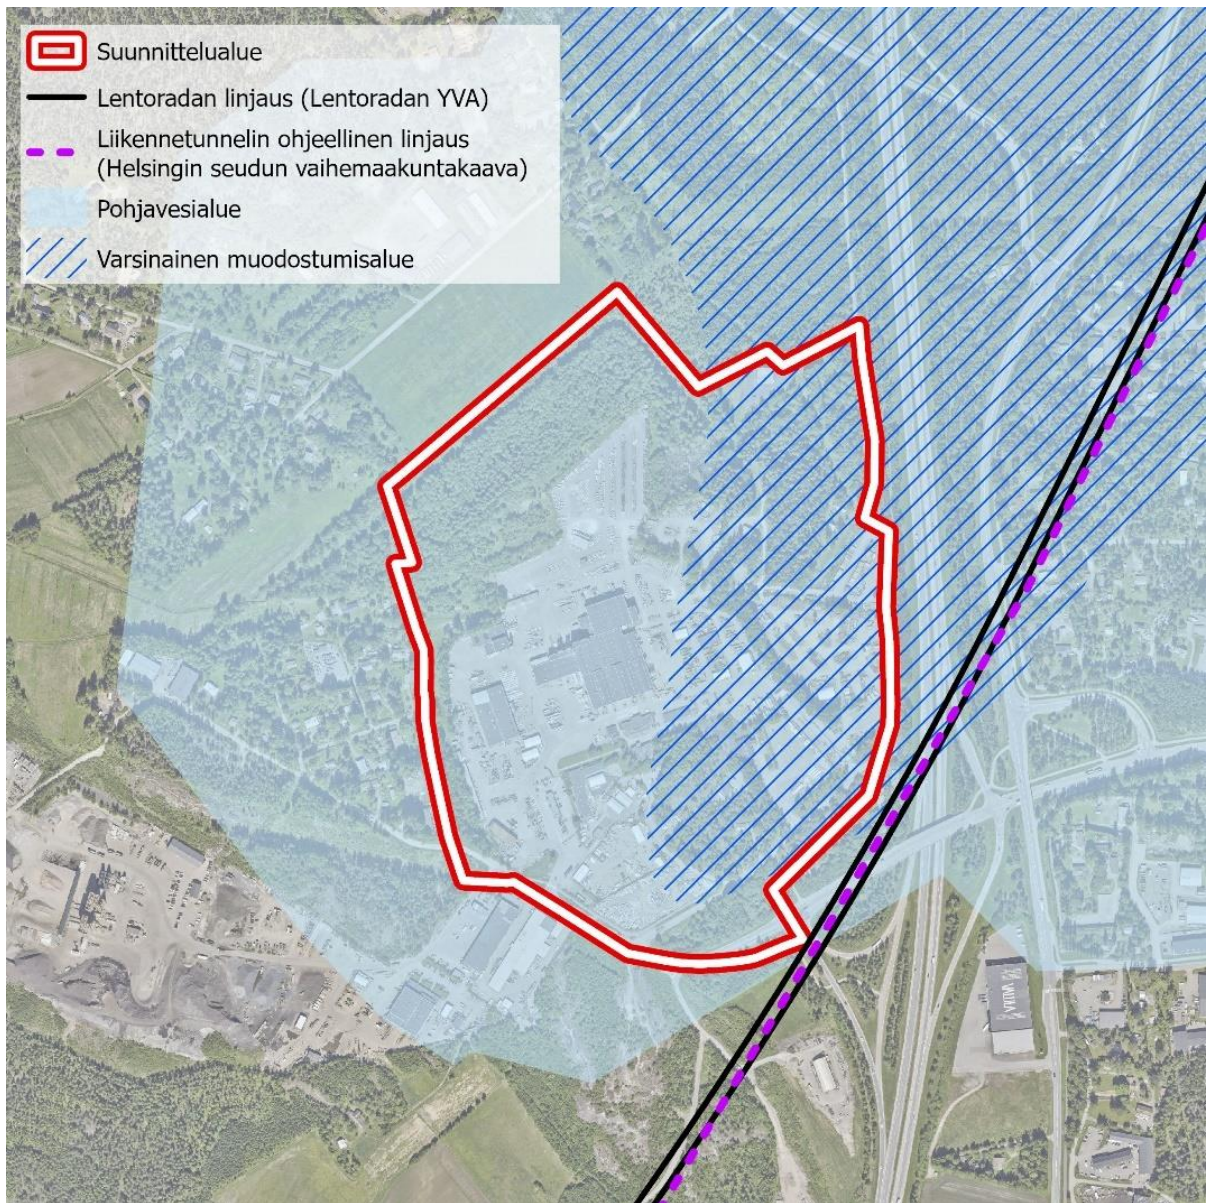 Suunnittelualue
Lentoradan linjaus (Lentoradan YVA)
Liikennetunnelin ohjeellinen linjaus
(Helsingin seudun vaihemaakuntakaava)
Pohjavesialue
Varsinainen muodostumisalue